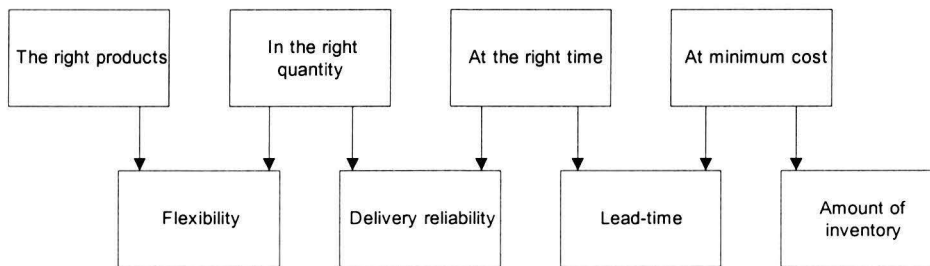 The right products
In the right
quantity
At the right time
At minimum cost
Flexibility
Delivery reliability
Lead-time
Amount of
inventory